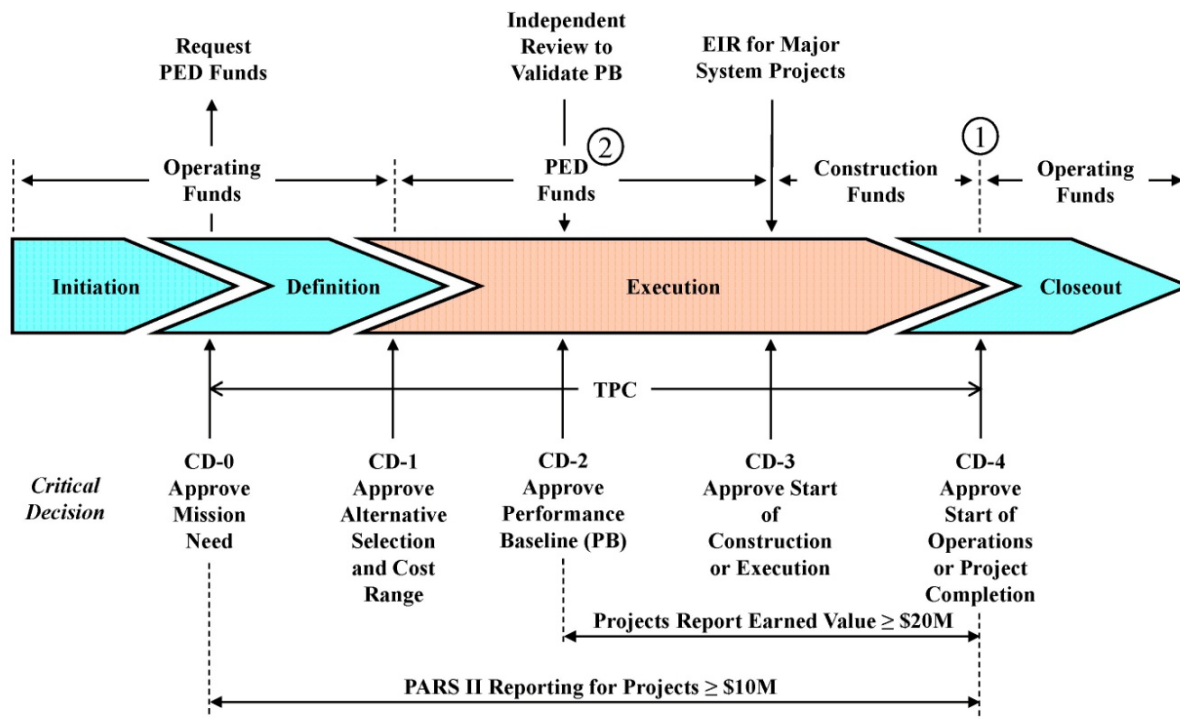 Request
PED Funds
Independent
Review to
Validate PB
EIR for Major
System Projects
Operating
Funds
PED
Funds
②
Construction
Funds
①
Operating
Funds
Initiation
Definition
Execution
Closeout
TPC
Critical
Decision
CD-0
Approve
Mission
Need
CD-1
Approve
Alternative
Selection
and Cost
Range
CD-2
Approve
Performance
Baseline (PB)
CD-3
Approve Start
of
Construction
or Execution
CD-4
Approve
Start of
Operations
or Project
Completion
Projects Report Earned Value ≥ $20M
PARS II Reporting for Projects ≥ $10M